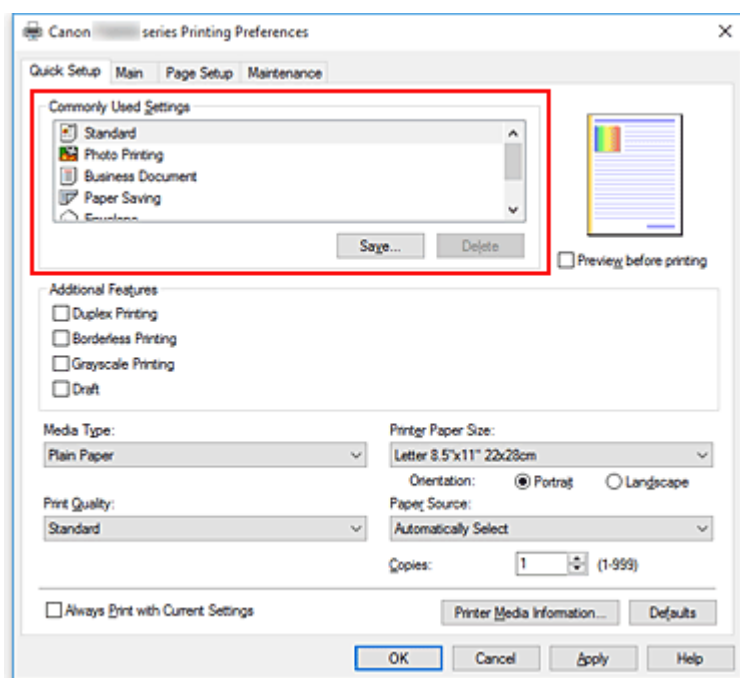 Canon series Printing Preferences
Quick Setup Main Page Setup Maintenance
Commonly Used Settings
Standard
Photo Printing
Business Document
Paper Saving
Envelope
Save... Delete
Preview before printing
Additional Features
Duplex Printing
Borderless Printing
Grayscale Printing
Draft
Media Type:
Plain Paper
Printer Paper Size:
Letter 8.5"x11" 22x28cm
Orientation: Portrait Landscape
Print Quality:
Standard
Paper Source:
Automatically Select
Copies: 1 (1-999)
Always Print with Current Settings
Printer Media Information... Defaults
OK Cancel Apply Help